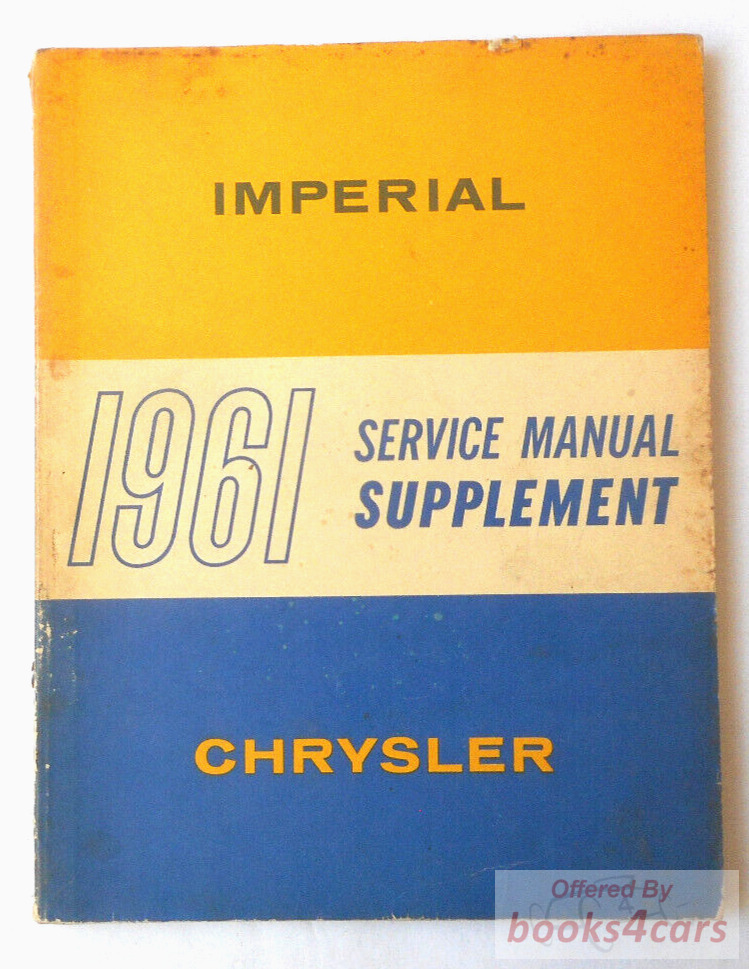 IMPERIAL
1961
SERVICE MANUAL
SUPPLEMENT
CHRYSLER
Offered By
books4cars